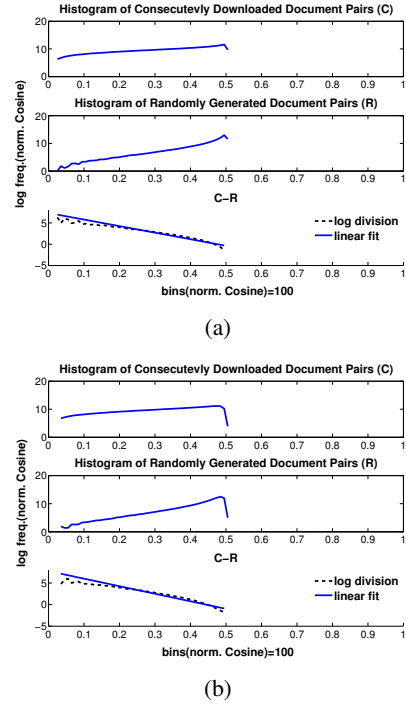 Histogram of Consecutevly Downloaded Document Pairs (C)
20
10
0
0 0.1 0.2 0.3 0.4 0.5 0.6 0.7 0.8 0.9 1
Histogram of Randomly Generated Document Pairs (R)
20
10
0
0 0.1 0.2 0.3 0.4 0.5 0.6 0.7 0.8 0.9 1
log freq.(norm. Cosine)
C−R
5
0
−5
0 0.1 0.2 0.3 0.4 0.5 0.6 0.7 0.8 0.9 1
log division
linear fit
bins(norm. Cosine)=100
(a)
Histogram of Consecutevly Downloaded Document Pairs (C)
20
10
0
0 0.1 0.2 0.3 0.4 0.5 0.6 0.7 0.8 0.9 1
Histogram of Randomly Generated Document Pairs (R)
20
10
0
0 0.1 0.2 0.3 0.4 0.5 0.6 0.7 0.8 0.9 1
log freq.(norm. Cosine)
C−R
5
0
−5
0 0.1 0.2 0.3 0.4 0.5 0.6 0.7 0.8 0.9 1
log division
linear fit
bins(norm. Cosine)=100
(b)